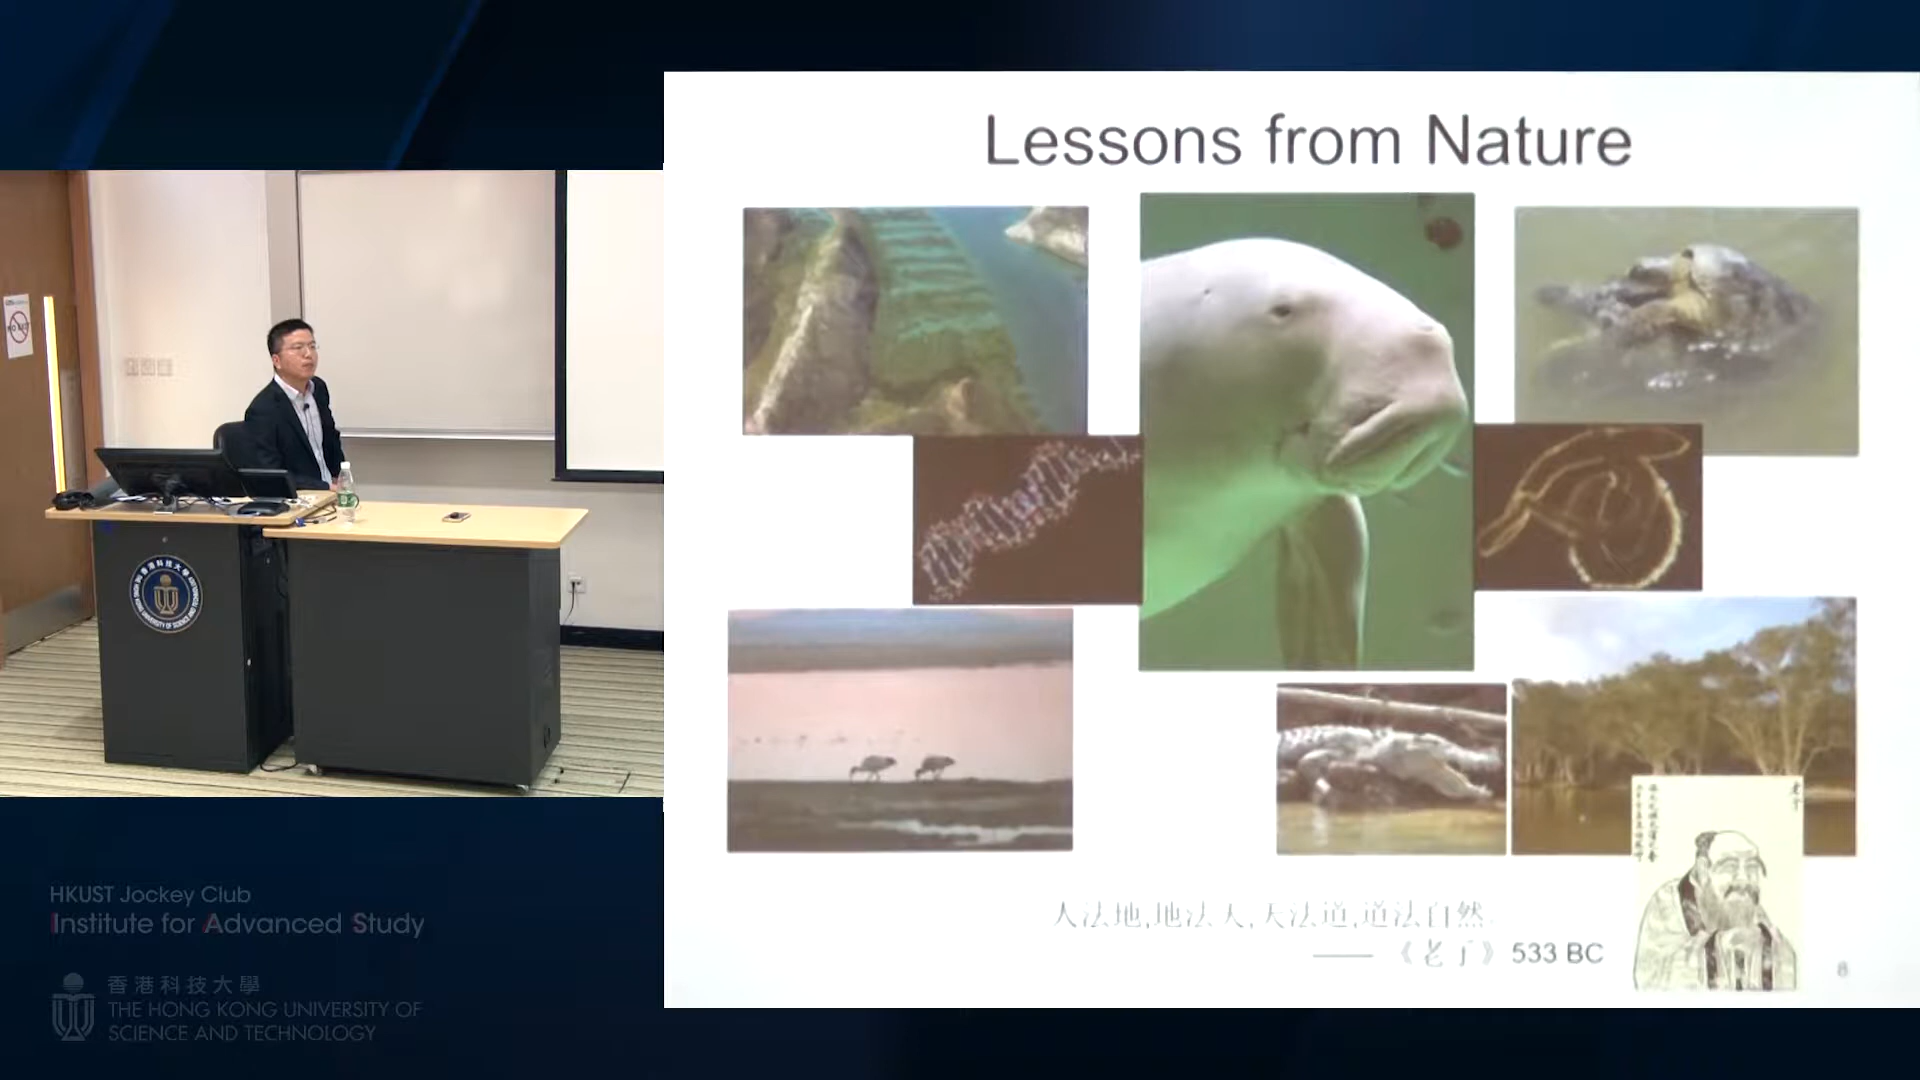 Lessons from Nature
人法地,地法天,天法道,道法自然.
—— 《老子》 533 BC
8
HKUST Jockey Club
Institute for Advanced Study
香港科技大學
THE HONG KONG UNIVERSITY OF
SCIENCE AND TECHNOLOGY